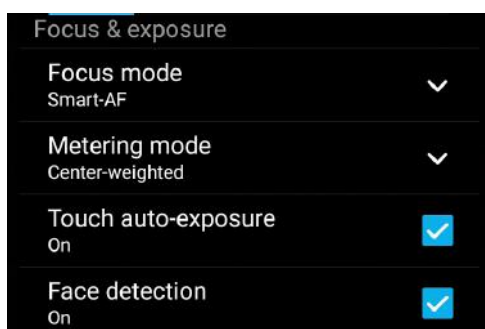 Focus & exposure
Focus mode
Smart-AF
Metering mode
Center-weighted
Touch auto-exposure
On
Face detection
On